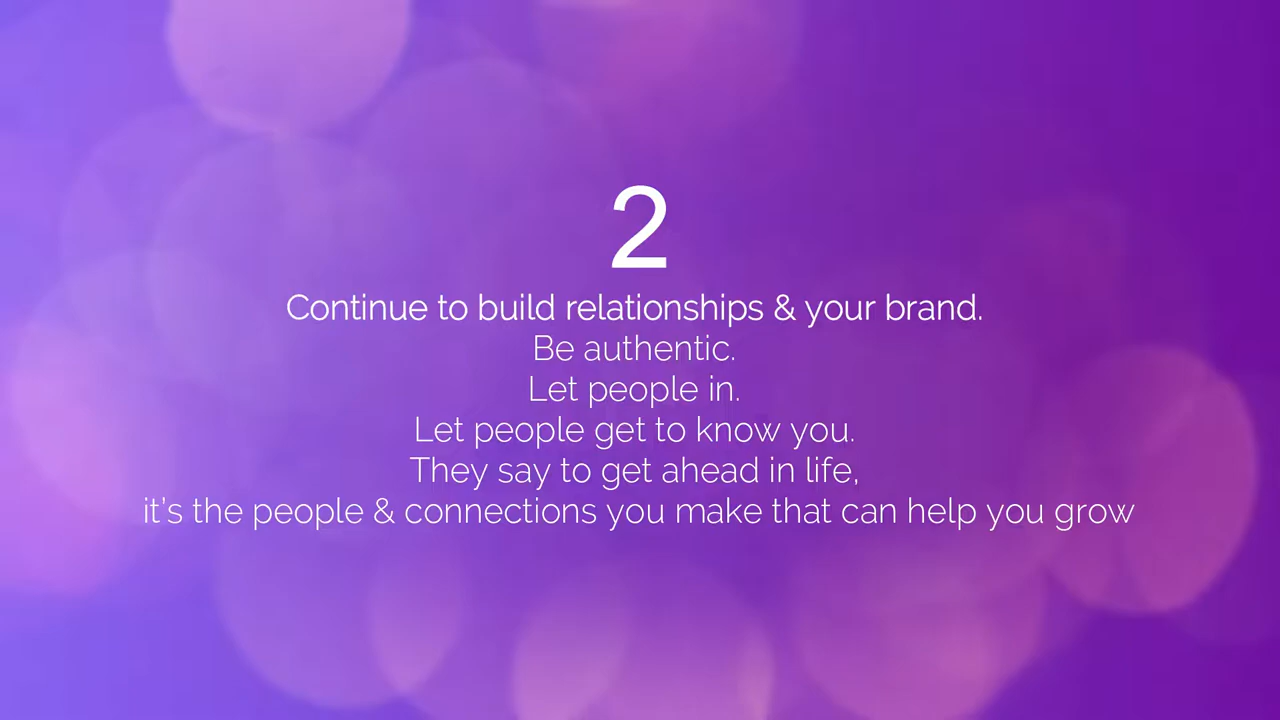 2
Continue to build relationships & your brand.
Be authentic.
Let people in.
Let people get to know you.
They say to get ahead in life,
it's the people & connections you make that can help you grow